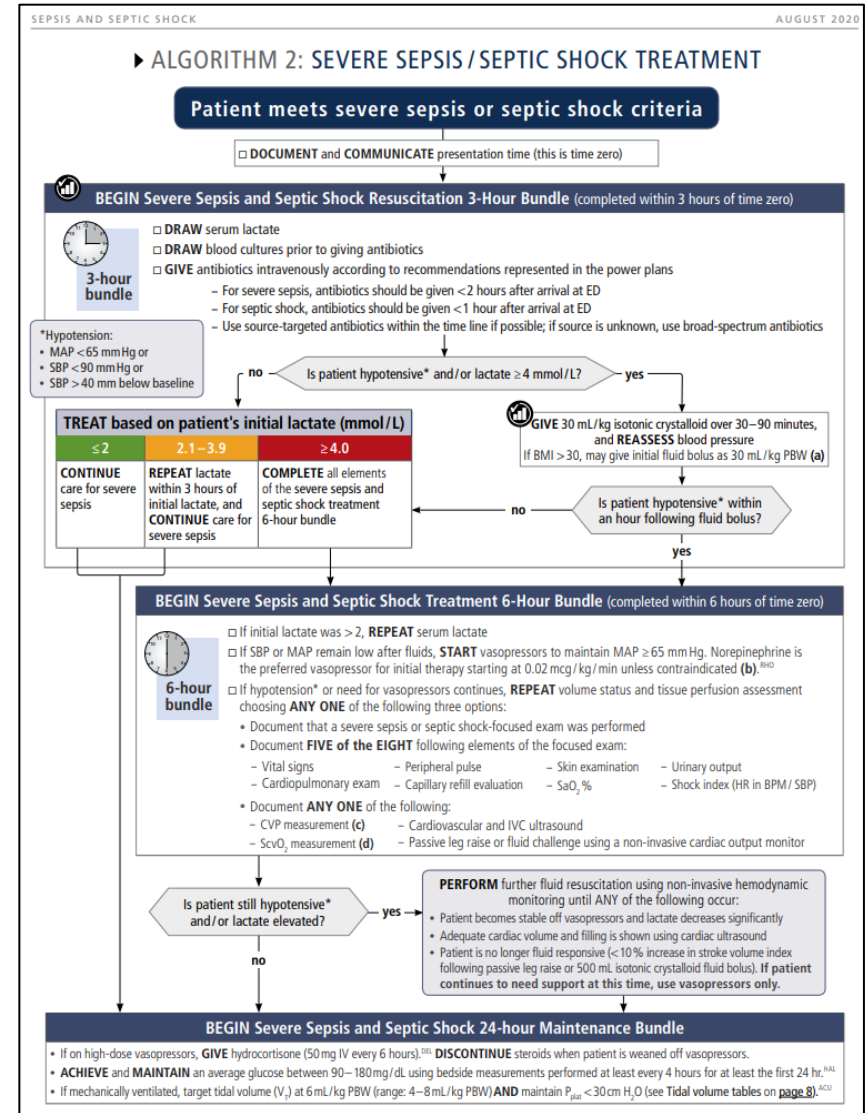 SEPSIS AND SEPTIC SHOCK
AUGUST 2020
ALGORITHM 2: SEVERE SEPSIS / SEPTIC SHOCK TREATMENT
Patient meets severe sepsis or septic shock criteria
□ DOCUMENT and COMMUNICATE presentation time (this is time zero)
BEGIN Severe Sepsis and Septic Shock Resuscitation 3-Hour Bundle (completed within 3 hours of time zero)
3-hour
bundle
□ DRAW serum lactate
□ DRAW blood cultures prior to giving antibiotics
□ GIVE antibiotics intravenously according to recommendations represented in the power plans
– For severe sepsis, antibiotics should be given <2 hours after arrival at ED
– For septic shock, antibiotics should be given <1 hour after arrival at ED
– Use source-targeted antibiotics within the time line if possible; if source is unknown, use broad-spectrum antibiotics
*Hypotension:
• MAP <65 mmHg or
• SBP <90 mmHg or
• SBP >40 mm below baseline
Is patient hypotensive* and/or lactate ≥4 mmol/L?
no
yes
TREAT based on patient's initial lactate (mmol/L)
≤2
2.1–3.9
≥4.0
CONTINUE
care for severe
sepsis
REPEAT lactate
within 3 hours of
initial lactate, and
CONTINUE care for
severe sepsis
COMPLETE all elements
of the severe sepsis and
septic shock treatment
6-hour bundle
GIVE 30 mL/kg isotonic crystalloid over 30–90 minutes,
and REASSESS blood pressure
If BMI >30, may give initial fluid bolus as 30 mL/kg PBW (a)
Is patient hypotensive* within
an hour following fluid bolus?
no
yes
BEGIN Severe Sepsis and Septic Shock Treatment 6-Hour Bundle (completed within 6 hours of time zero)
6-hour
bundle
□ If initial lactate was >2, REPEAT serum lactate
□ If SBP or MAP remain low after fluids, START vasopressors to maintain MAP ≥65 mm Hg. Norepinephrine is
the preferred vasopressor for initial therapy starting at 0.02 mcg/kg/min unless contraindicated (b).RHO
□ If hypotension* or need for vasopressors continues, REPEAT volume status and tissue perfusion assessment
choosing ANY ONE of the following three options:
• Document that a severe sepsis or septic shock-focused exam was performed
• Document FIVE of the EIGHT following elements of the focused exam:
– Vital signs – Peripheral pulse – Skin examination – Urinary output
– Cardiopulmonary exam – Capillary refill evaluation – SaO2 % – Shock index (HR in BPM / SBP)
• Document ANY ONE of the following:
– CVP measurement (c) – Cardiovascular and IVC ultrasound
– ScvO2 measurement (d) – Passive leg raise or fluid challenge using a non-invasive cardiac output monitor
Is patient still hypotensive*
and/or lactate elevated?
yes
no
PERFORM further fluid resuscitation using non-invasive hemodynamic
monitoring until ANY of the following occur:
• Patient becomes stable off vasopressors and lactate decreases significantly
• Adequate cardiac volume and filling is shown using cardiac ultrasound
• Patient is no longer fluid responsive (<10% increase in stroke volume index
following passive leg raise or 500 mL isotonic crystalloid fluid bolus). If patient
continues to need support at this time, use vasopressors only.
BEGIN Severe Sepsis and Septic Shock 24-hour Maintenance Bundle
• If on high-dose vasopressors, GIVE hydrocortisone (50 mg IV every 6 hours).DEL DISCONTINUE steroids when patient is weaned off vasopressors.
• ACHIEVE and MAINTAIN an average glucose between 90–180 mg/dL using bedside measurements performed at least every 4 hours for at least the first 24 hr.HAL
• If mechanically ventilated, target tidal volume (VT) at 6 mL/kg PBW (range: 4–8 mL/kg PBW) AND maintain Pplat <30 cm H2O (see Tidal volume tables on page 8).ACU